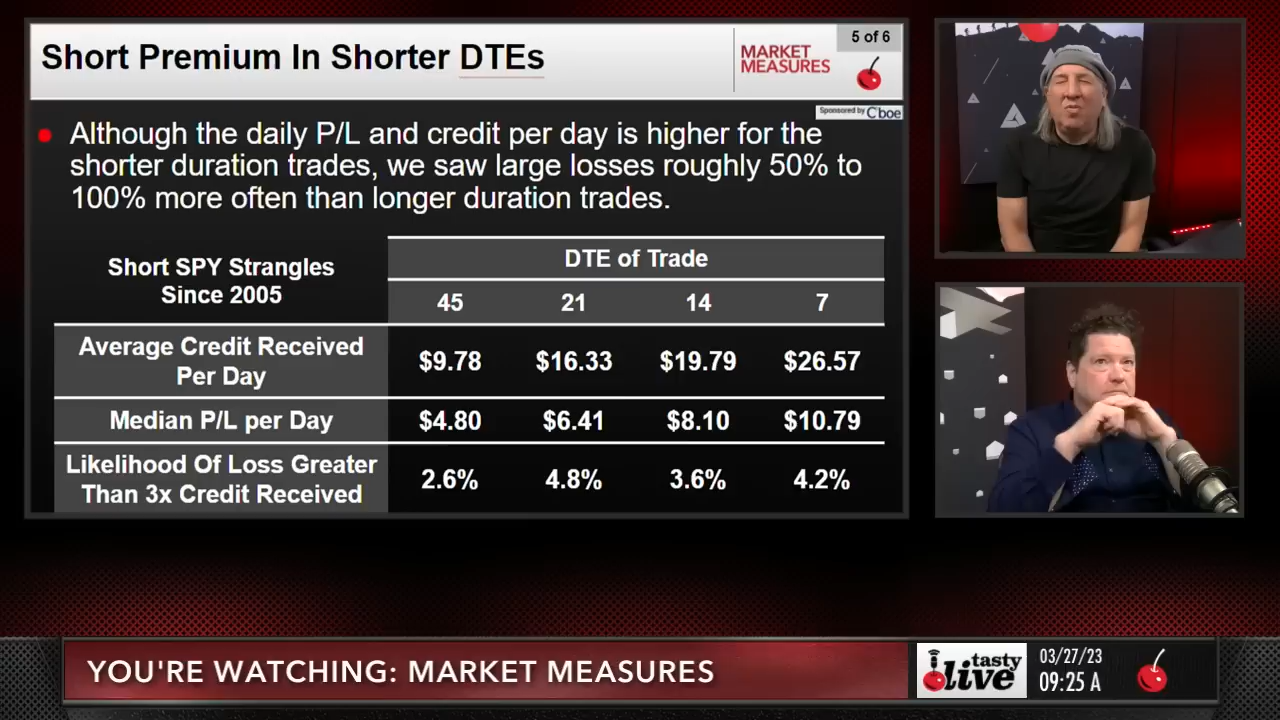 Short Premium In Shorter DTEs
MARKET
MEASURES
5 of 6
Sponsored by Cboe
Although the daily P/L and credit per day is higher for the
shorter duration trades, we saw large losses roughly 50% to
100% more often than longer duration trades.
Short SPY Strangles
Since 2005
DTE of Trade
45 21 14 7
Average Credit Received
Per Day
$9.78 $16.33 $19.79 $26.57
Median P/L per Day
$4.80 $6.41 $8.10 $10.79
Likelihood Of Loss Greater
Than 3x Credit Received
2.6% 4.8% 3.6% 4.2%
YOU'RE WATCHING: MARKET MEASURES
tasty
live
03/27/23
09:25 A